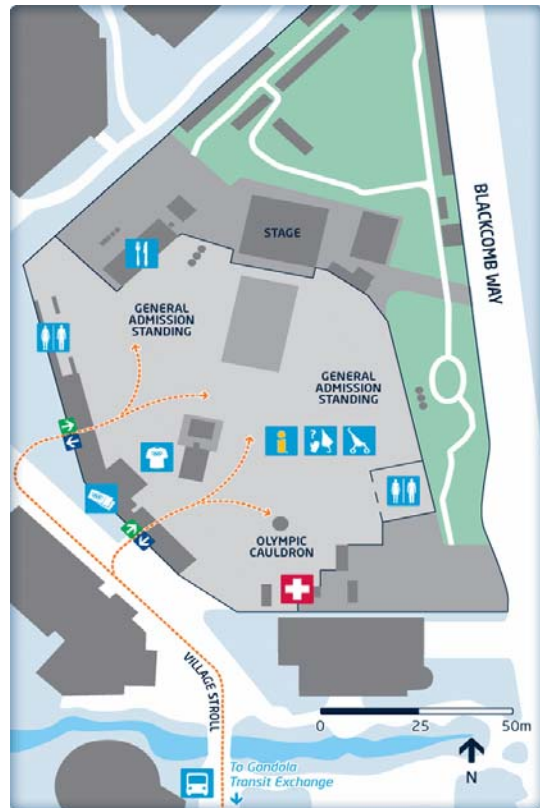 BLACKCOMB WAY
STAGE
GENERAL
ADMISSION
STANDING
GENERAL
ADMISSION
STANDING
OLYMPIC
CAULDRON
VILLAGE STROLL
0 25 50m
N
To Gondola
Transit Exchange